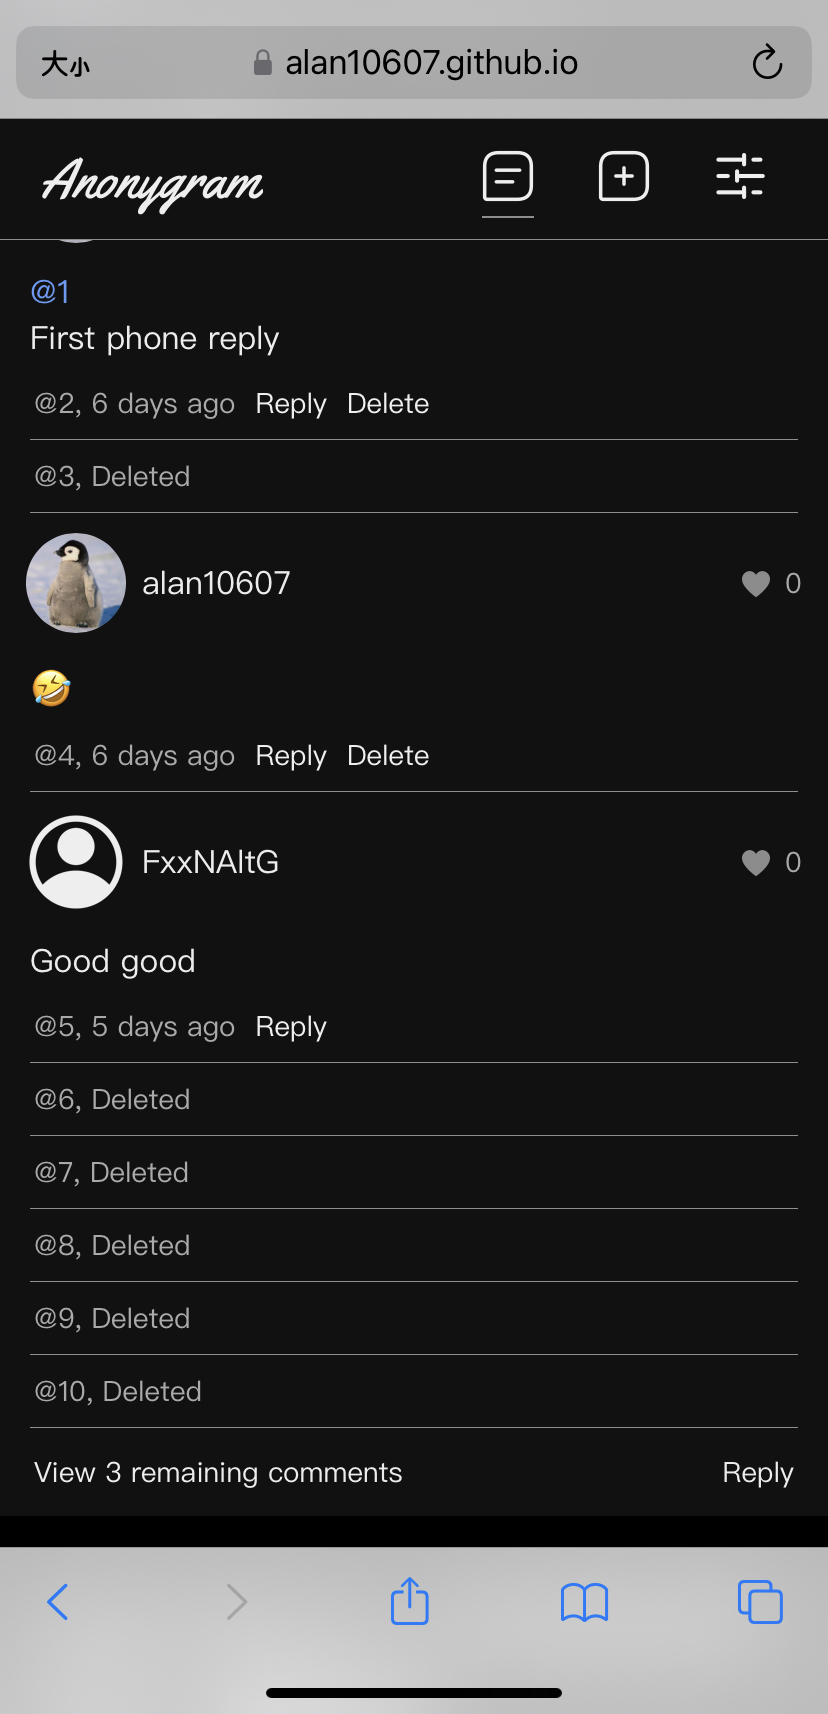 大小 alan10607.github.io
Anonygram
@1
First phone reply
@2, 6 days ago Reply Delete
@3, Deleted
alan10607 0
🤣
@4, 6 days ago Reply Delete
FxxNAltG 0
Good good
@5, 5 days ago Reply
@6, Deleted
@7, Deleted
@8, Deleted
@9, Deleted
@10, Deleted
View 3 remaining comments Reply